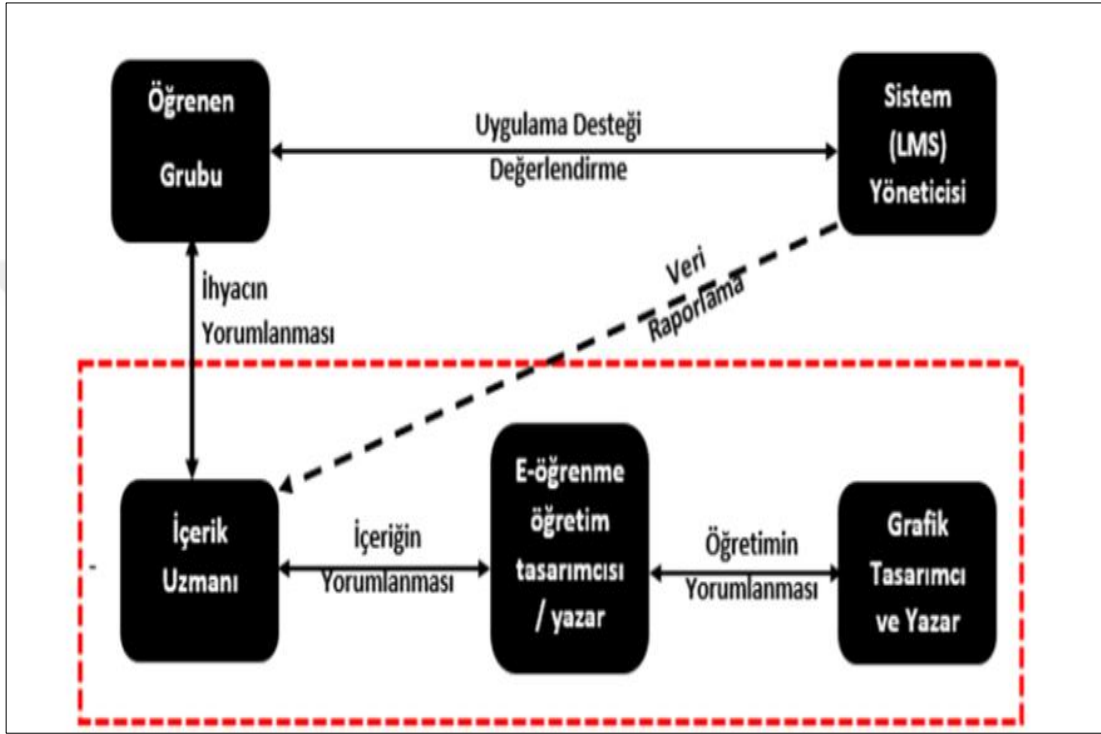 Öğrenen
Grubu
Uygulama Desteği
Değerlendirme
Sistem
(LMS)
Yöneticisi
İhyacın
Yorumlanması
Veri
Raporlama
İçerik
Uzmanı
İçeriğin
Yorumlanması
E-öğrenme
öğretim
tasarımcısı
/ yazar
Öğretimin
Yorumlanması
Grafik
Tasarımcı
ve Yazar